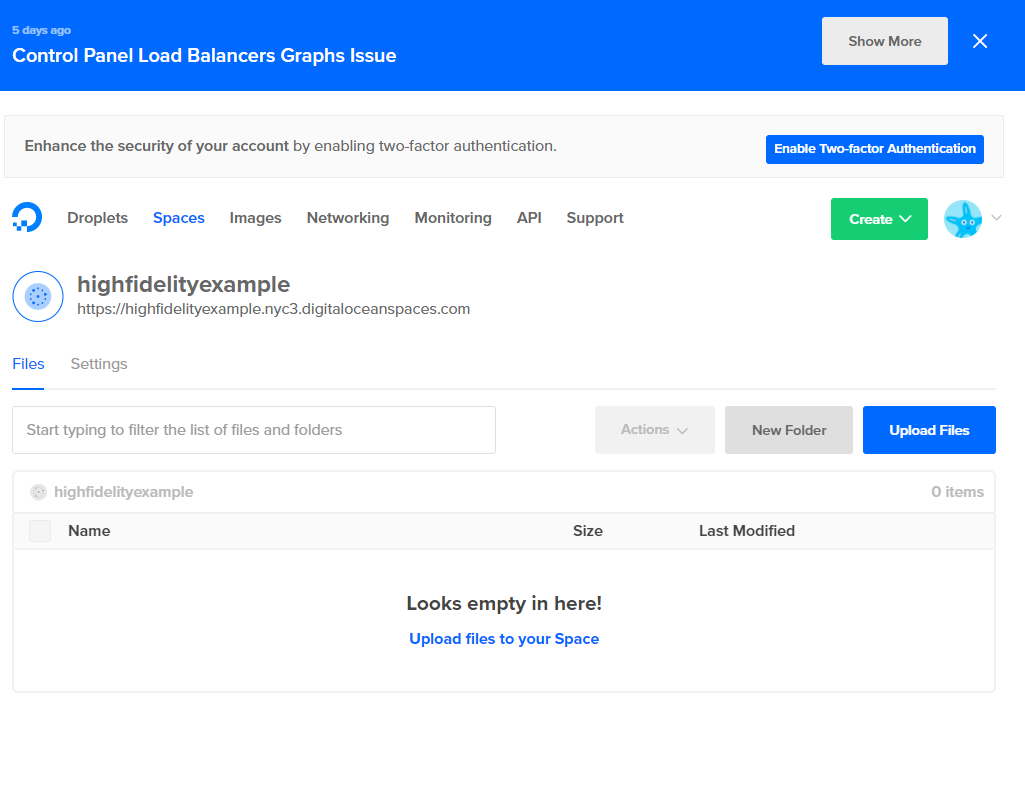 5 days ago
Control Panel Load Balancers Graphs Issue
Show More
Enhance the security of your account by enabling two-factor authentication.
Enable Two-factor Authentication
Droplets Spaces Images Networking Monitoring API Support
Create
highfidelityexample
https://highfidelityexample.nyc3.digitaloceanspaces.com
Files Settings
Start typing to filter the list of files and folders
Actions New Folder Upload Files
highfidelityexample 0 items
Name Size Last Modified
Looks empty in here!
Upload files to your Space